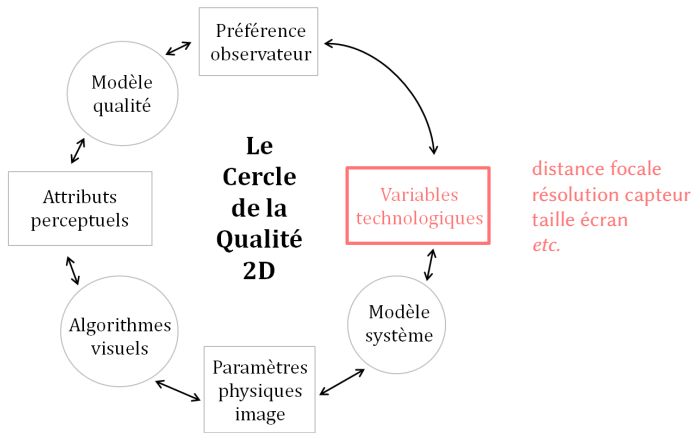 Préférence
observateur
Modèle
qualité
Le
Cercle
de la
Qualité
2D
Attributs
perceptuels
Variables
technologiques
distance focale
résolution capteur
taille écran
etc.
Algorithmes
visuels
Modèle
système
Paramètres
physiques
image